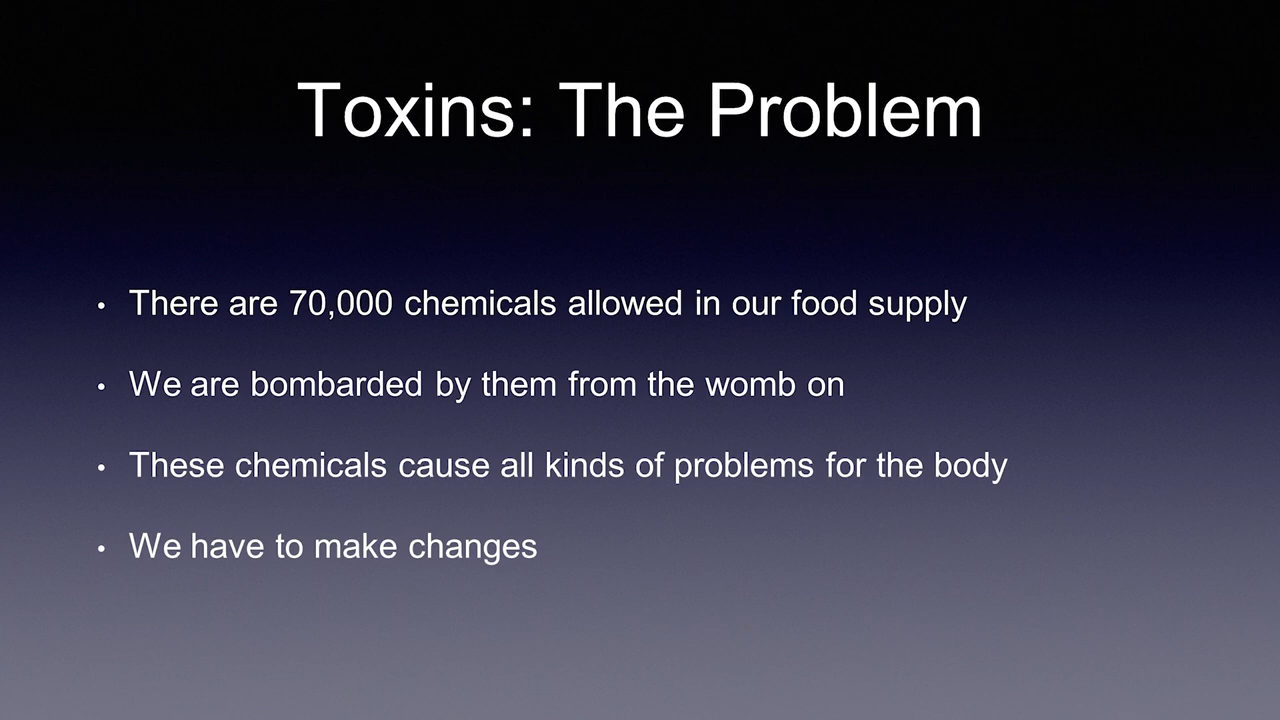 Toxins: The Problem
• There are 70,000 chemicals allowed in our food supply
• We are bombarded by them from the womb on
• These chemicals cause all kinds of problems for the body
• We have to make changes